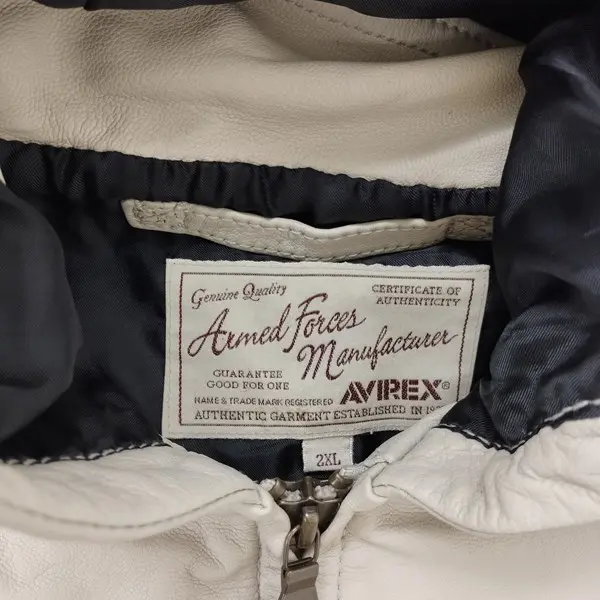 Genuine Quality
CERTIFICATE OF
AUTHENTICITY
Armed Forces
Manufacturer
GUARANTEE
GOOD FOR ONE
NAME & TRADE MARK REGISTERED
AVIREX®
AUTHENTIC GARMENT ESTABLISHED IN
2XL